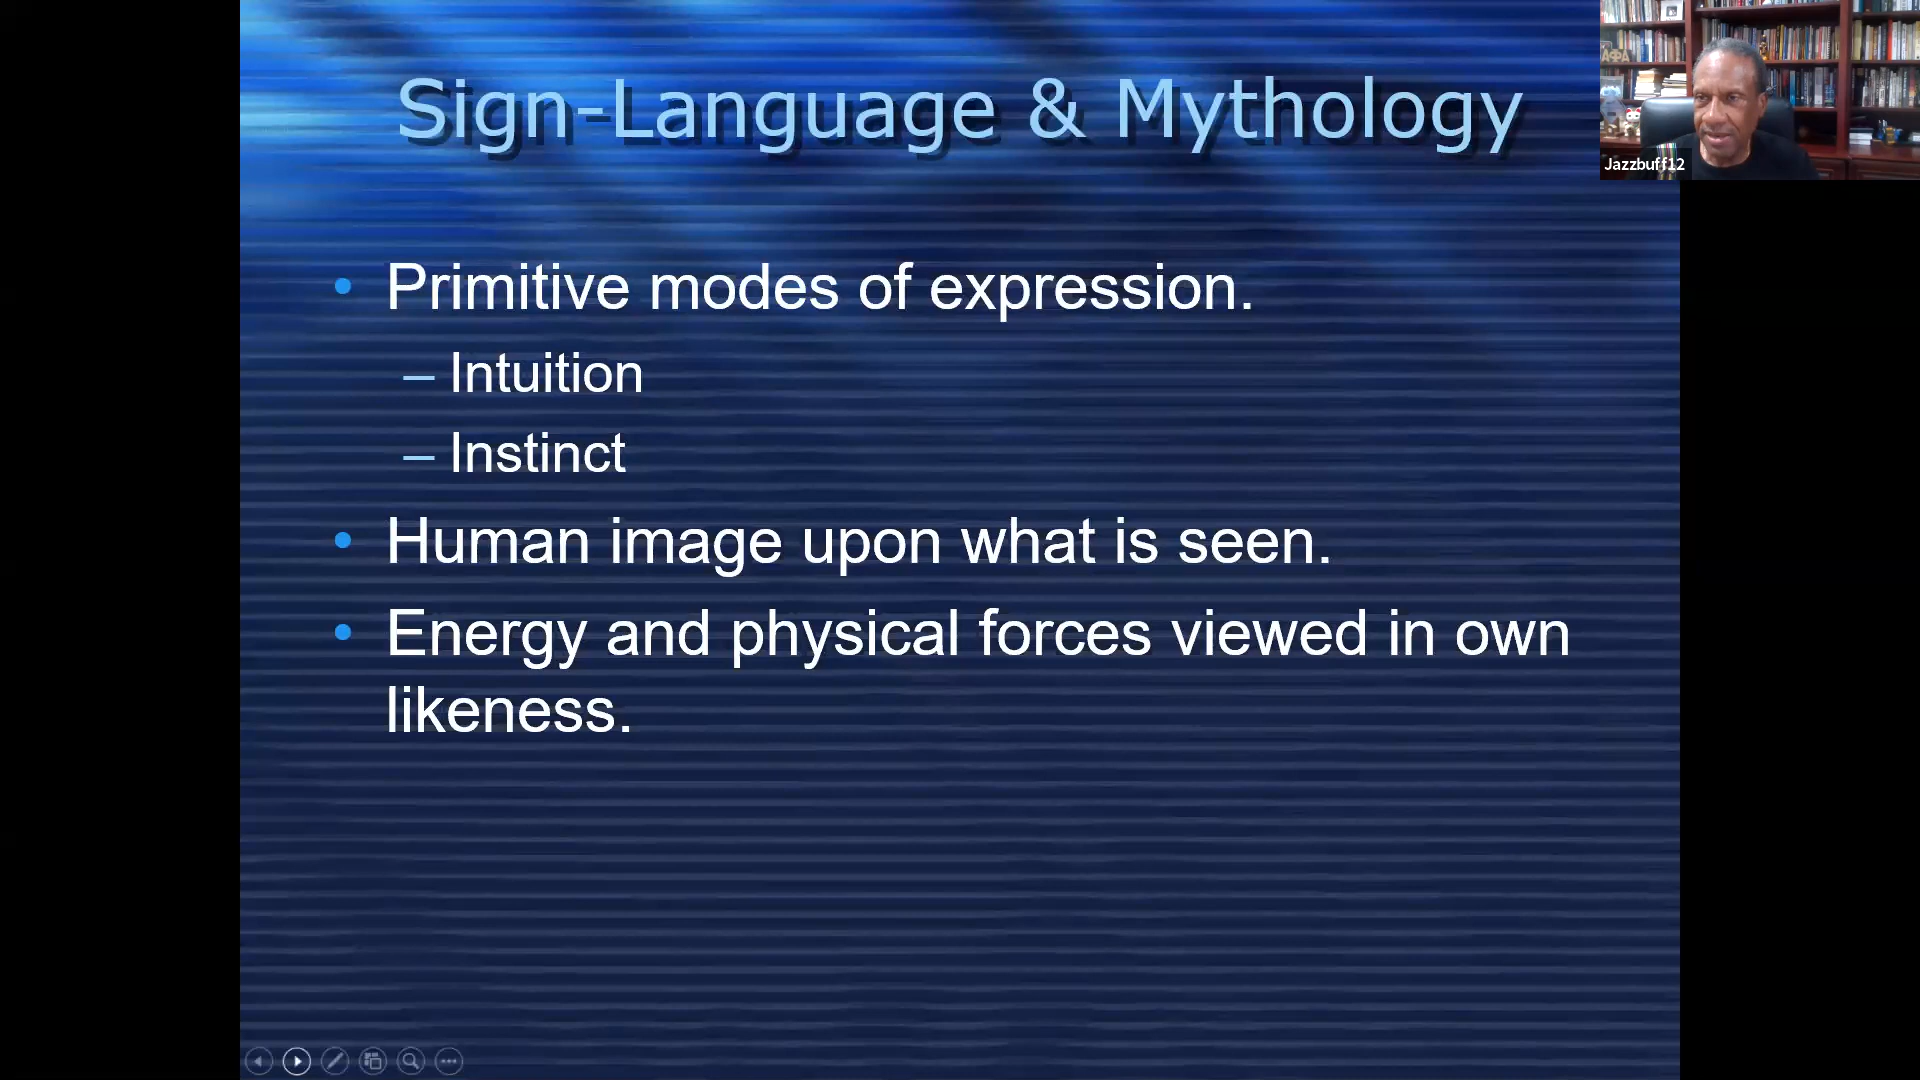 Sign-Language & Mythology
• Primitive modes of expression.
– Intuition
– Instinct
• Human image upon what is seen.
• Energy and physical forces viewed in own
likeness.
ΑΦΑ
Jazzbuff12